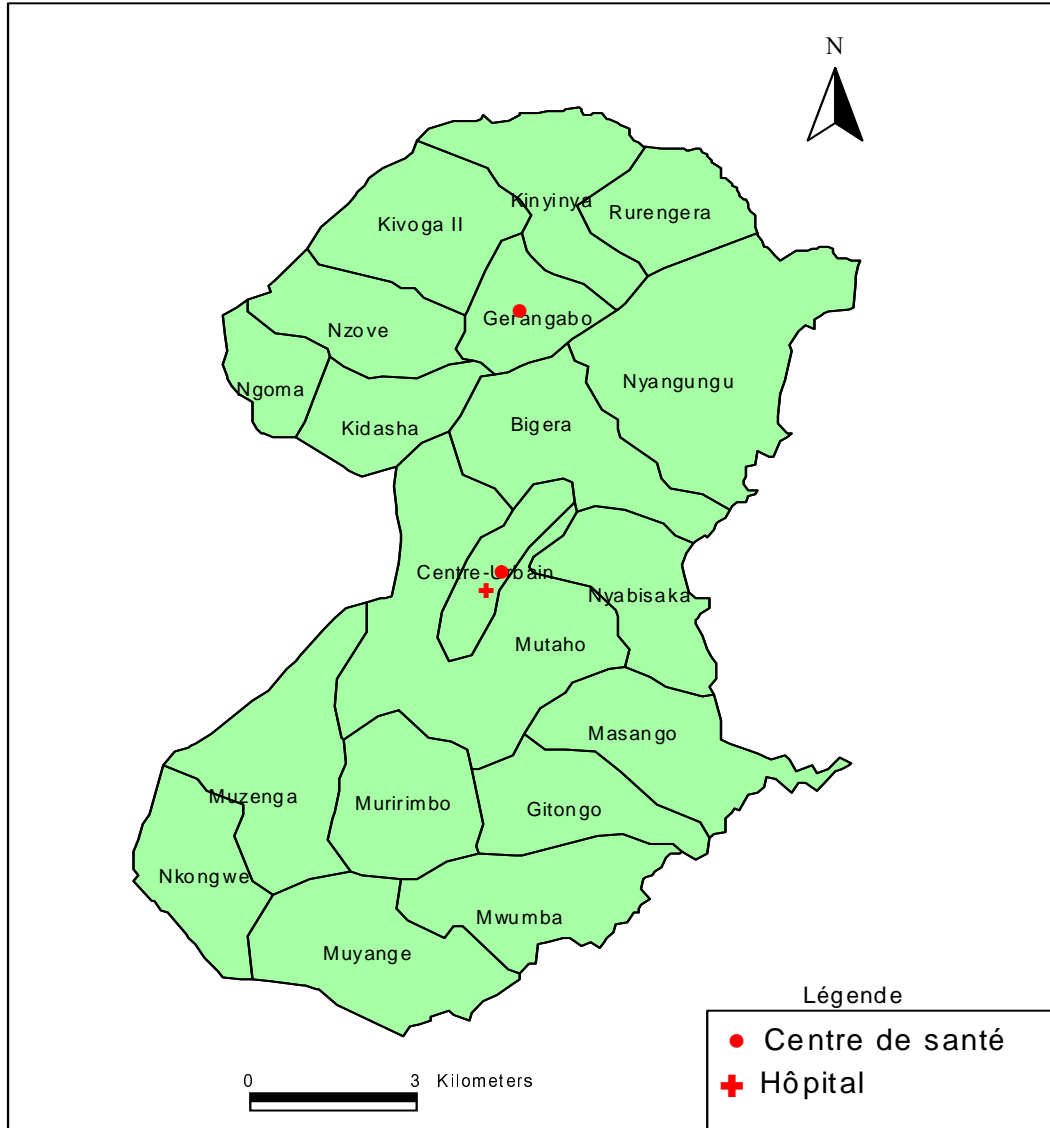 N
Kinyinya
Rurengera
Kivoga II
Gerangabo
Nzove
Nyangungu
Ngoma
Kidasha
Bigera
Centre-Urbain
Nyabisaka
Mutaho
Masango
Muzenga
Muririmbo
Gitongo
Nkongwe
Mwumba
Muyange
Légende
Centre de santé
Hôpital
0 3 Kilometers